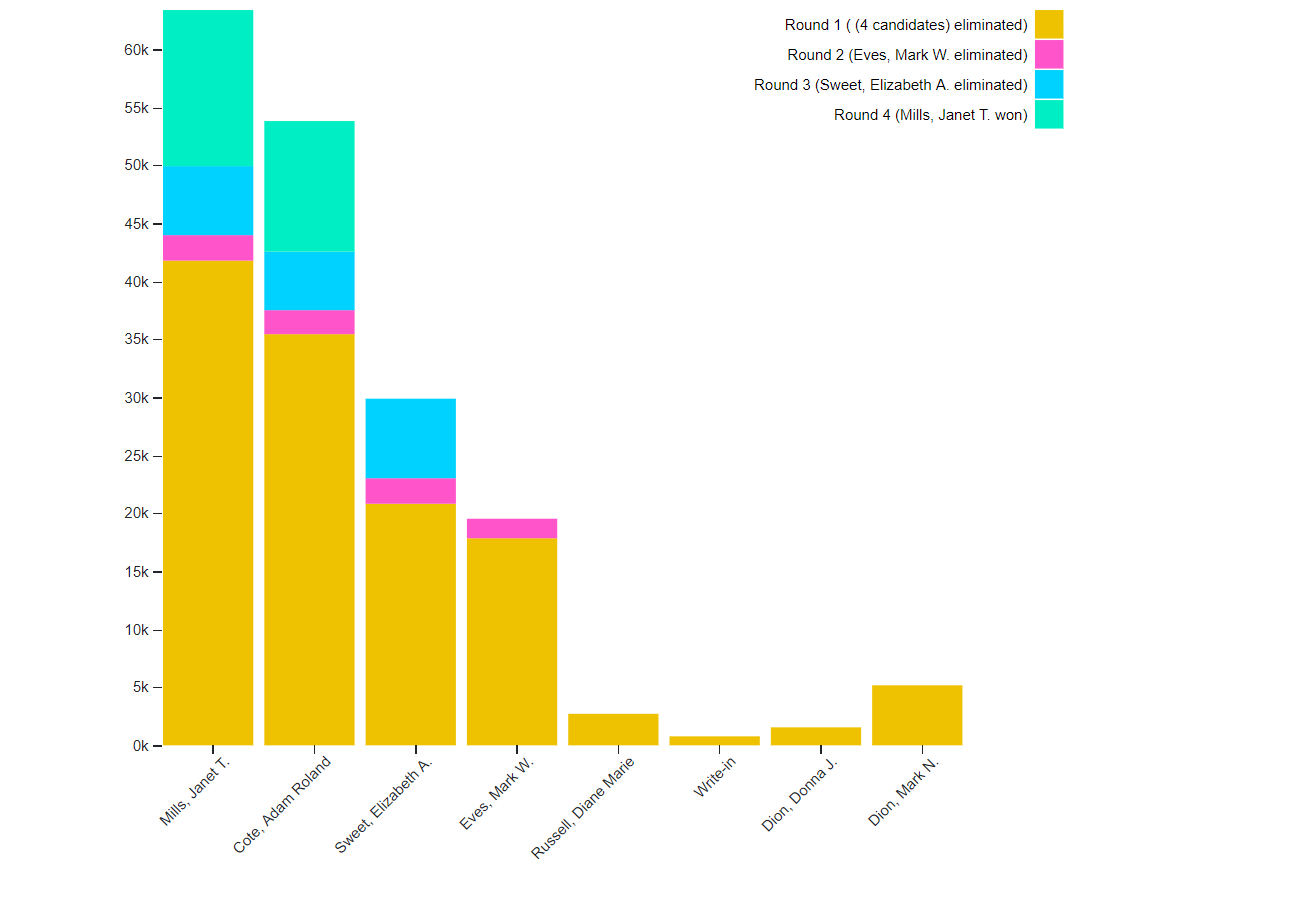 Round 1 ( (4 candidates) eliminated)
Round 2 (Eves, Mark W. eliminated)
Round 3 (Sweet, Elizabeth A. eliminated)
Round 4 (Mills, Janet T. won)
60k
55k
50k
45k
40k
35k
30k
25k
20k
15k
10k
5k
0k
Mills, Janet T.
Cote, Adam Roland
Sweet, Elizabeth A.
Eves, Mark W.
Russell, Diane Marie
Write-in
Dion, Donna J.
Dion, Mark N.